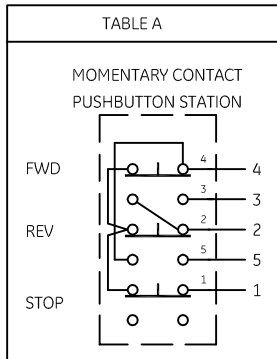 TABLE A
MOMENTARY CONTACT
PUSHBUTTON STATION
FWD
4 4
3 3
REV
2 2
5 5
STOP
1 1